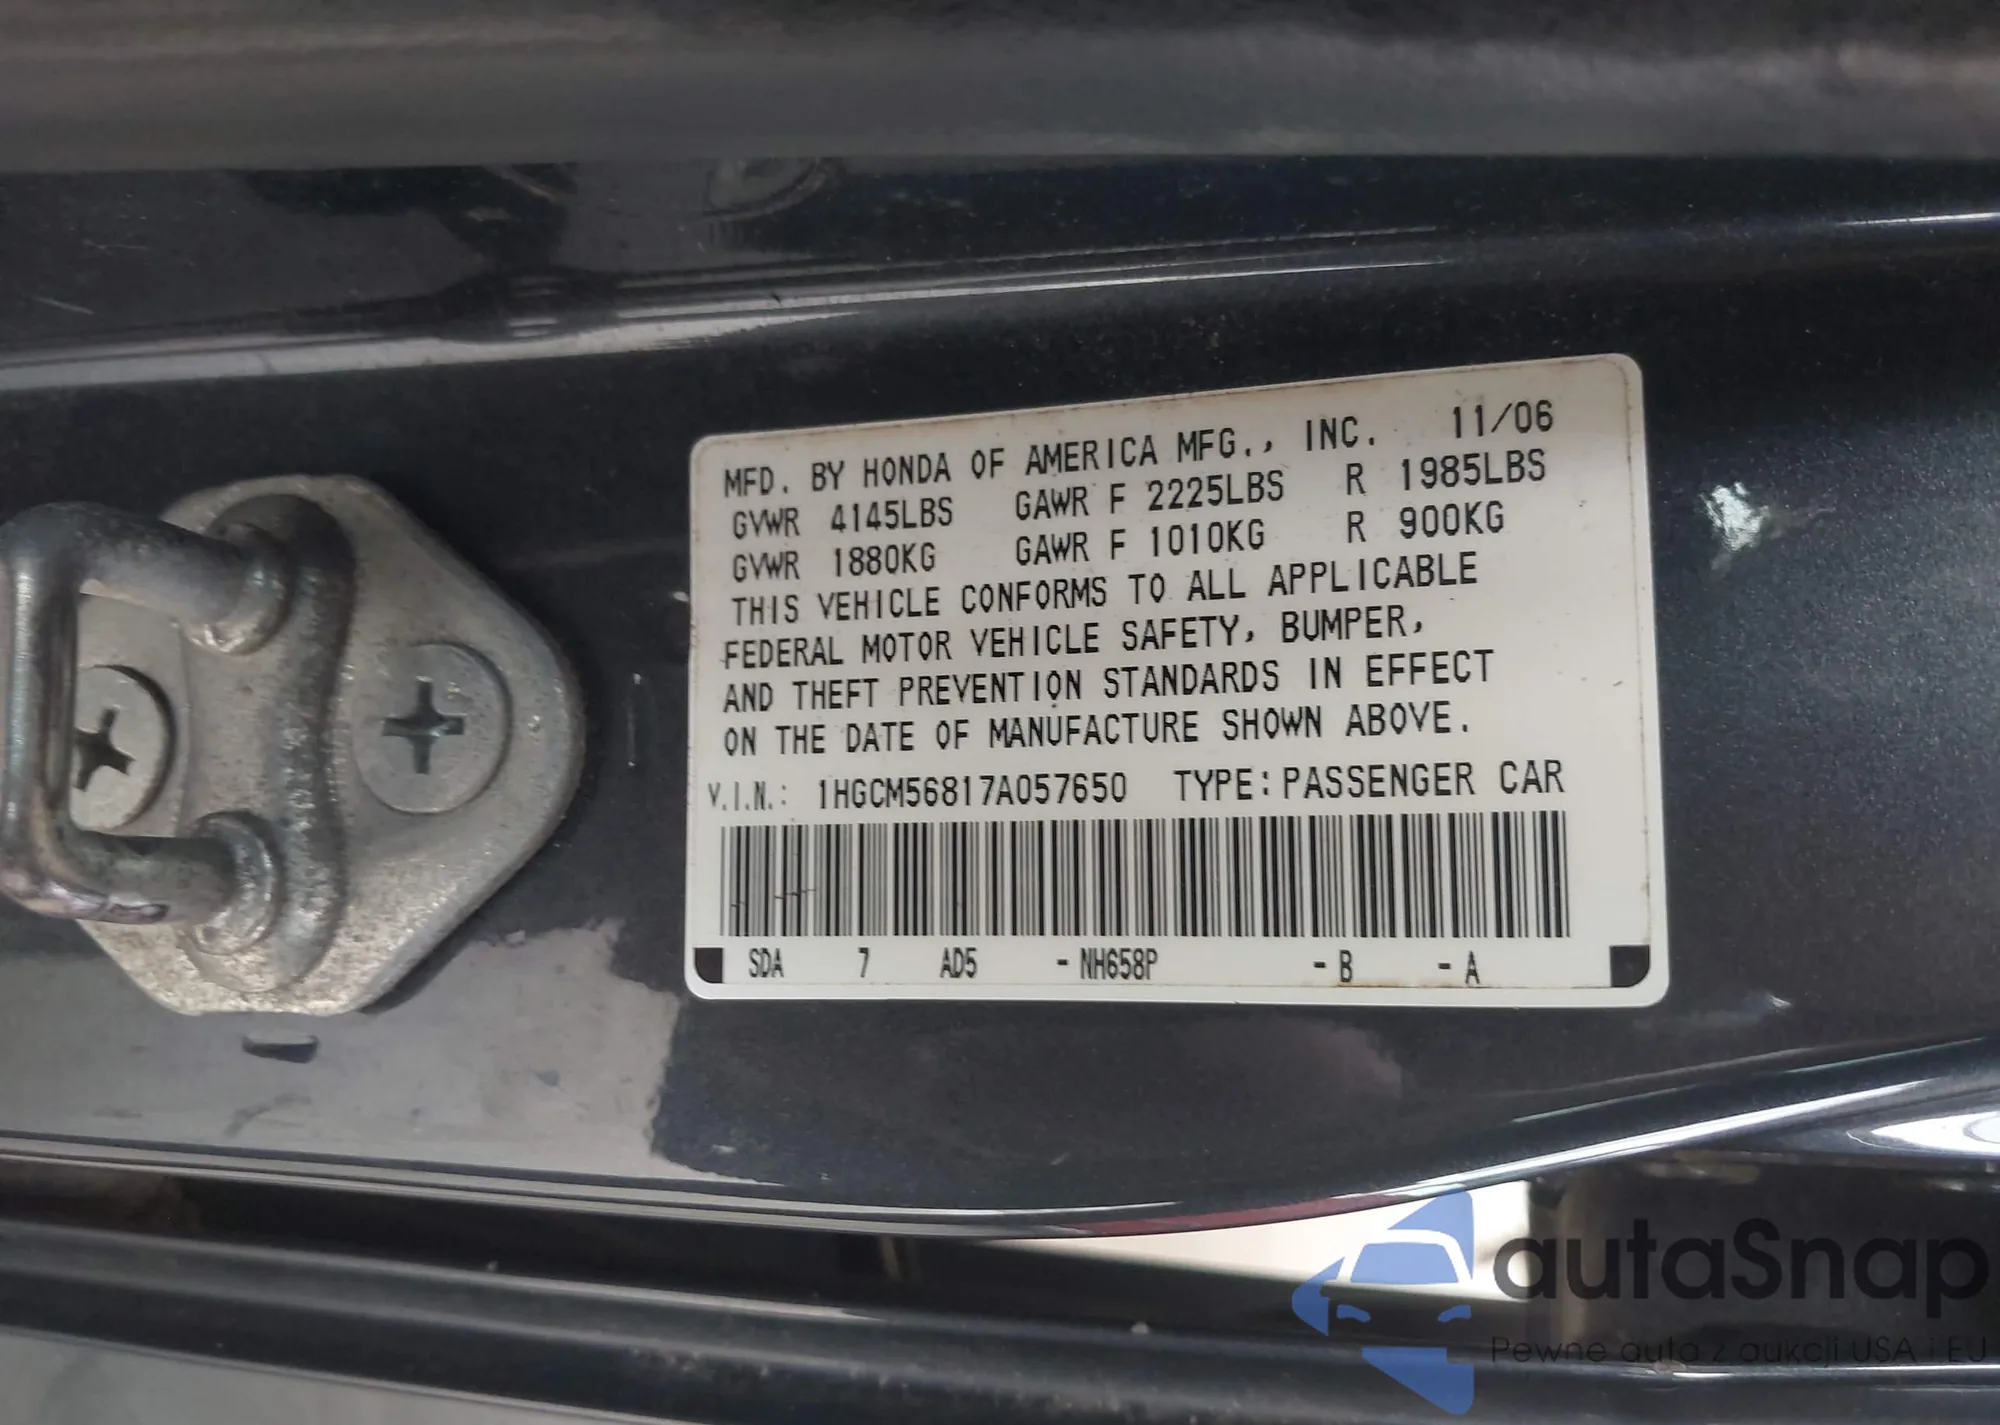 MFD. BY HONDA OF AMERICA MFG., INC. 11/06
GVWR 4145LBS GAWR F 2225LBS R 1985LBS
GVWR 1880KG GAWR F 1010KG R 900KG
THIS VEHICLE CONFORMS TO ALL APPLICABLE
FEDERAL MOTOR VEHICLE SAFETY, BUMPER,
AND THEFT PREVENTION STANDARDS IN EFFECT
ON THE DATE OF MANUFACTURE SHOWN ABOVE.
V.I.N.: 1HGCM56817A057650 TYPE: PASSENGER CAR
SDA 7 AD5 - NH658P - B - A
autaSnap
Pewne auta z aukcji USA i EU